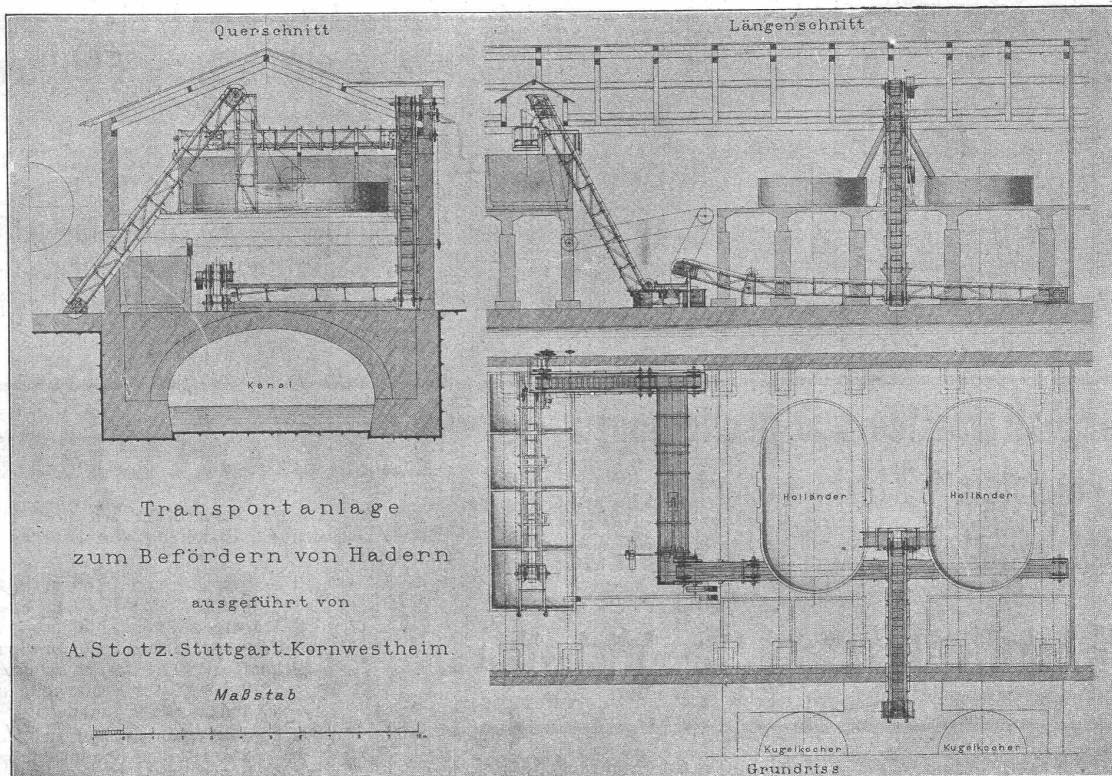 Querschnitt
Längenschnitt
Kanal
Transportanlage
zum Befördern von Hadern
ausgeführt von
A. Stotz. Stuttgart-Kornwestheim.
Maßstab
Holländer
Holländer
Kugelkocher
Kugelkocher
Grundriss